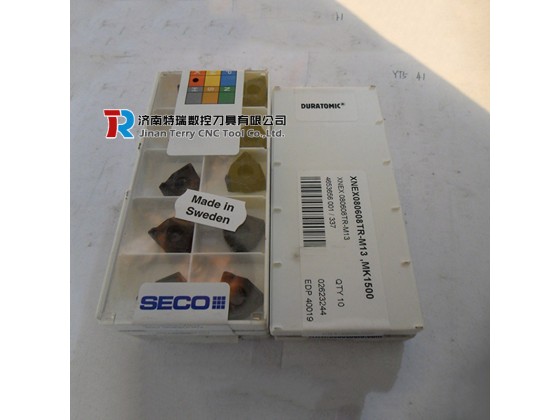 济南特瑞数控刀具有限公司
Jinan Terry CNC Tool Co., Ltd.
Made in
Sweden
SECO
DURATOMIC®
XNEX080608TR-M13 ,MK1500
XNEX 080608TR-M13
QTY 10
02623244
EDP 40019